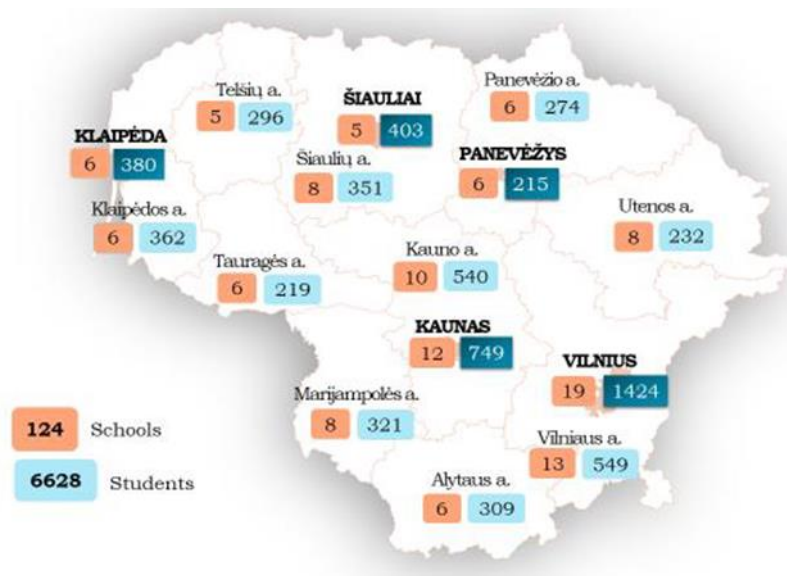 Telšių a.
5 296
ŠIAULIAI
5 403
Panevėžio a.
6 274
KLAIPĖDA
6 380
Šiaulių a.
8 351
PANEVĖŽYS
6 215
Klaipėdos a.
6 362
Utenos a.
8 232
Tauragės a.
6 219
Kauno a.
10 540
KAUNAS
12 749
VILNIUS
19 1424
Marijampolės a.
8 321
Vilniaus a.
13 549
Alytaus a.
6 309
124 Schools
6628 Students